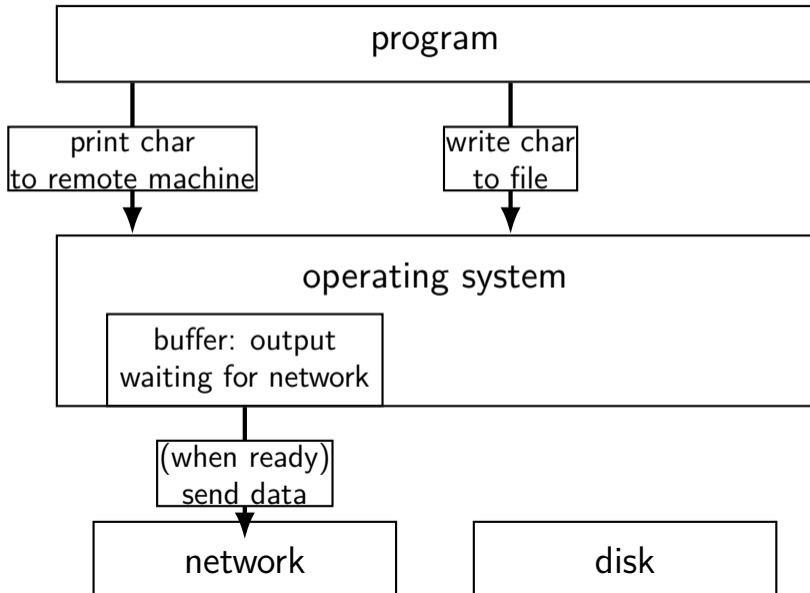 program
print char
to remote machine
write char
to file
operating system
buffer: output
waiting for network
(when ready)
send data
network
disk